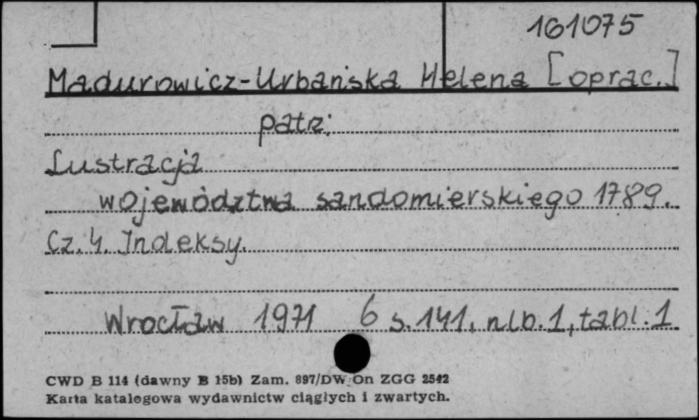 161075
Madurowicz-Urbańska Helena [oprac.]
patrz:
Lustracja
województwa sandomierskiego 1789.
Cz. 4. Indeksy.
Wrocław 1971 6 s. 141, nlb. 1, tabl. 1
CWD B 114 (dawny B 15b) Zam. 897/DW On ZGG 2542
Karta katalogowa wydawnictw ciągłych i zwartych.